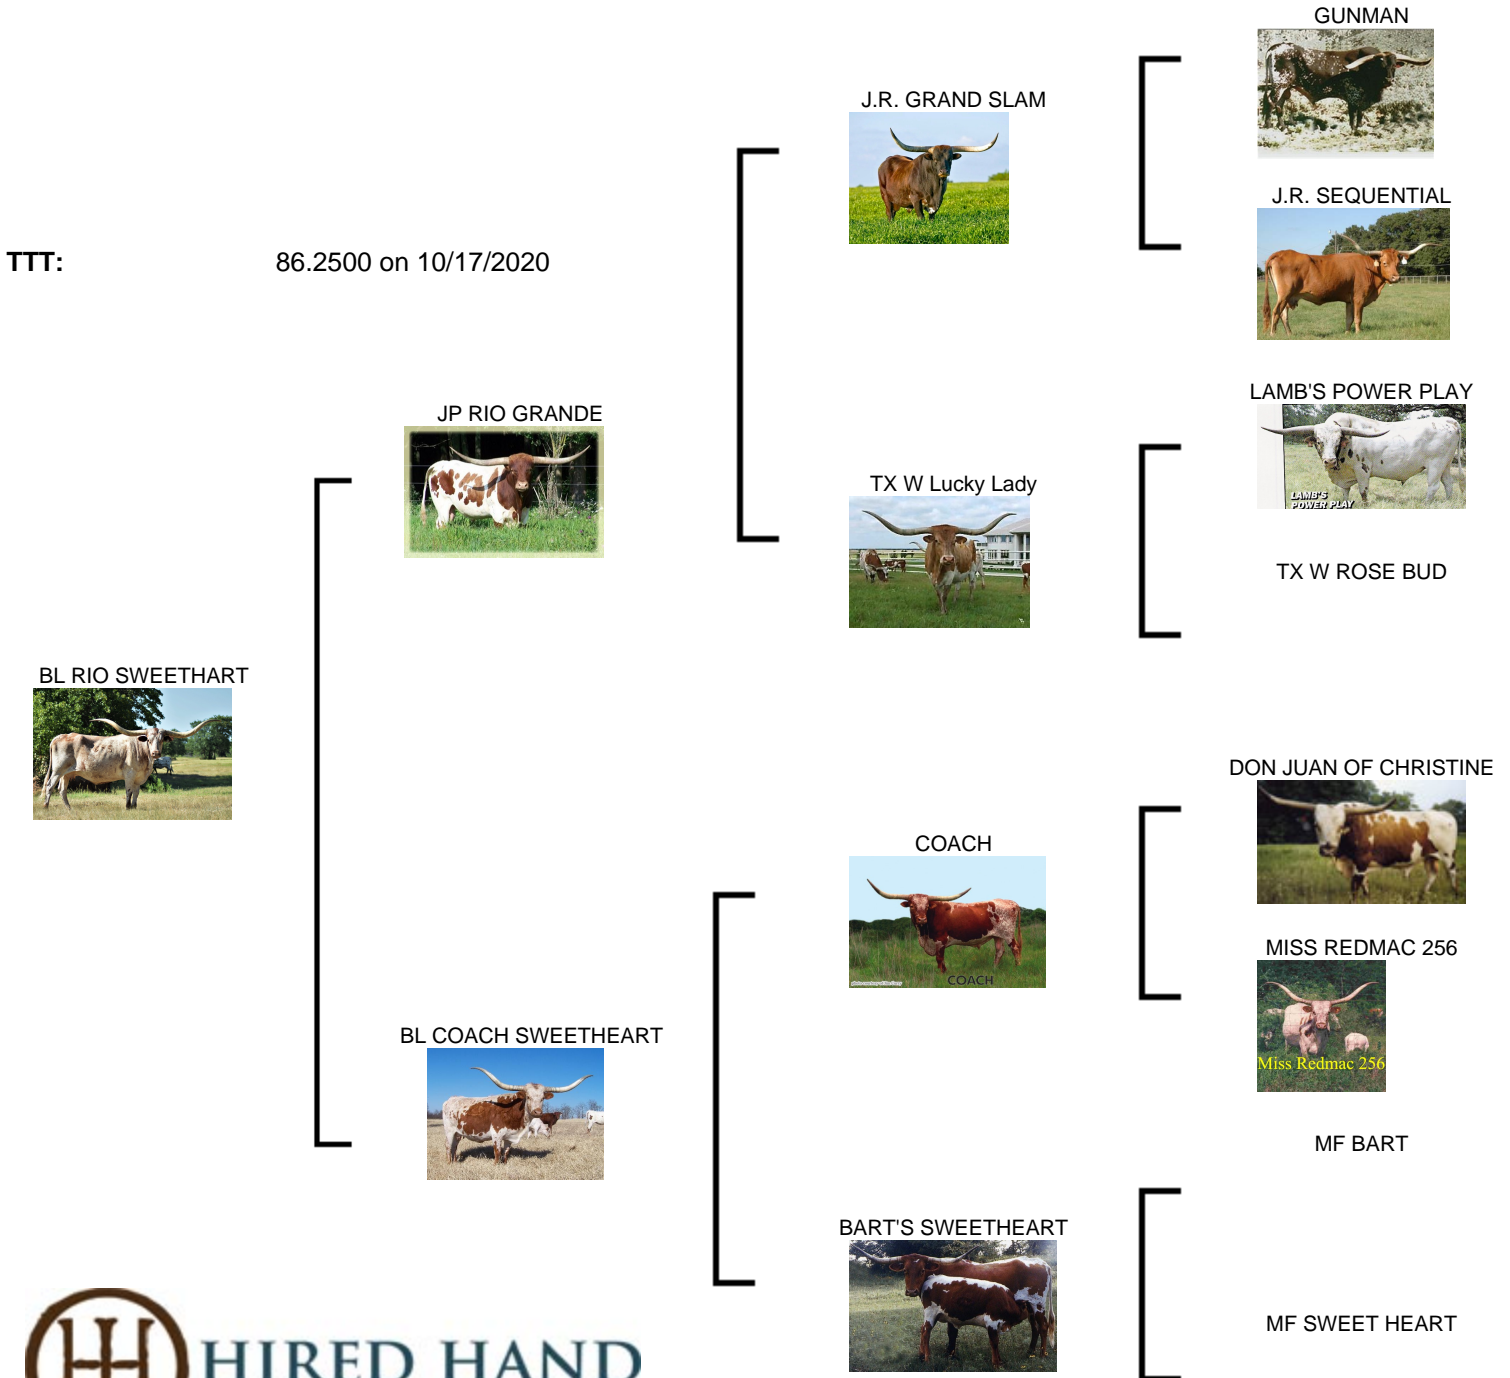 GUNMAN
J.R. GRAND SLAM
J.R. SEQUENTIAL
TTT: 86.2500 on 10/17/2020
LAMB'S POWER PLAY
LAMB'S
POWER PLAY
JP RIO GRANDE
TX W Lucky Lady
TX W ROSE BUD
BL RIO SWEETHART
DON JUAN OF CHRISTINE
COACH
COACH
MISS REDMAC 256
Miss Redmac 256
BL COACH SWEETHEART
MF BART
BART'S SWEETHEART
MF SWEET HEART
HIRED HAND